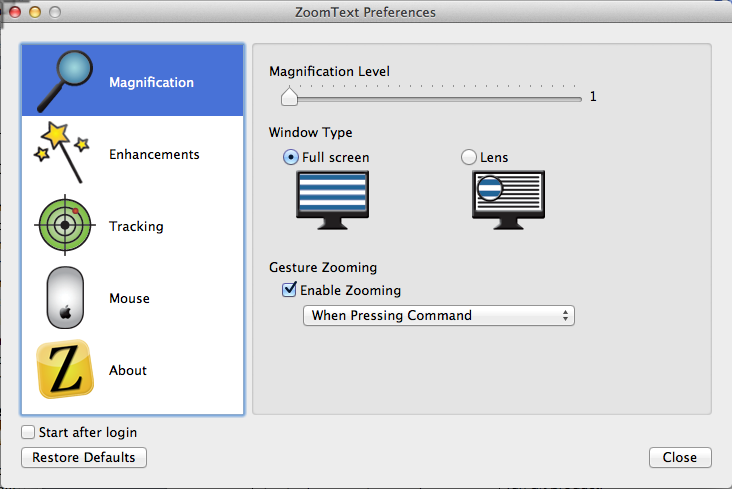 ZoomText Preferences
Magnification
Enhancements
Tracking
Mouse
Z
About
Magnification Level
1
Window Type
Full screen
Lens
Gesture Zooming
Enable Zooming
When Pressing Command
Start after login
Restore Defaults
Close